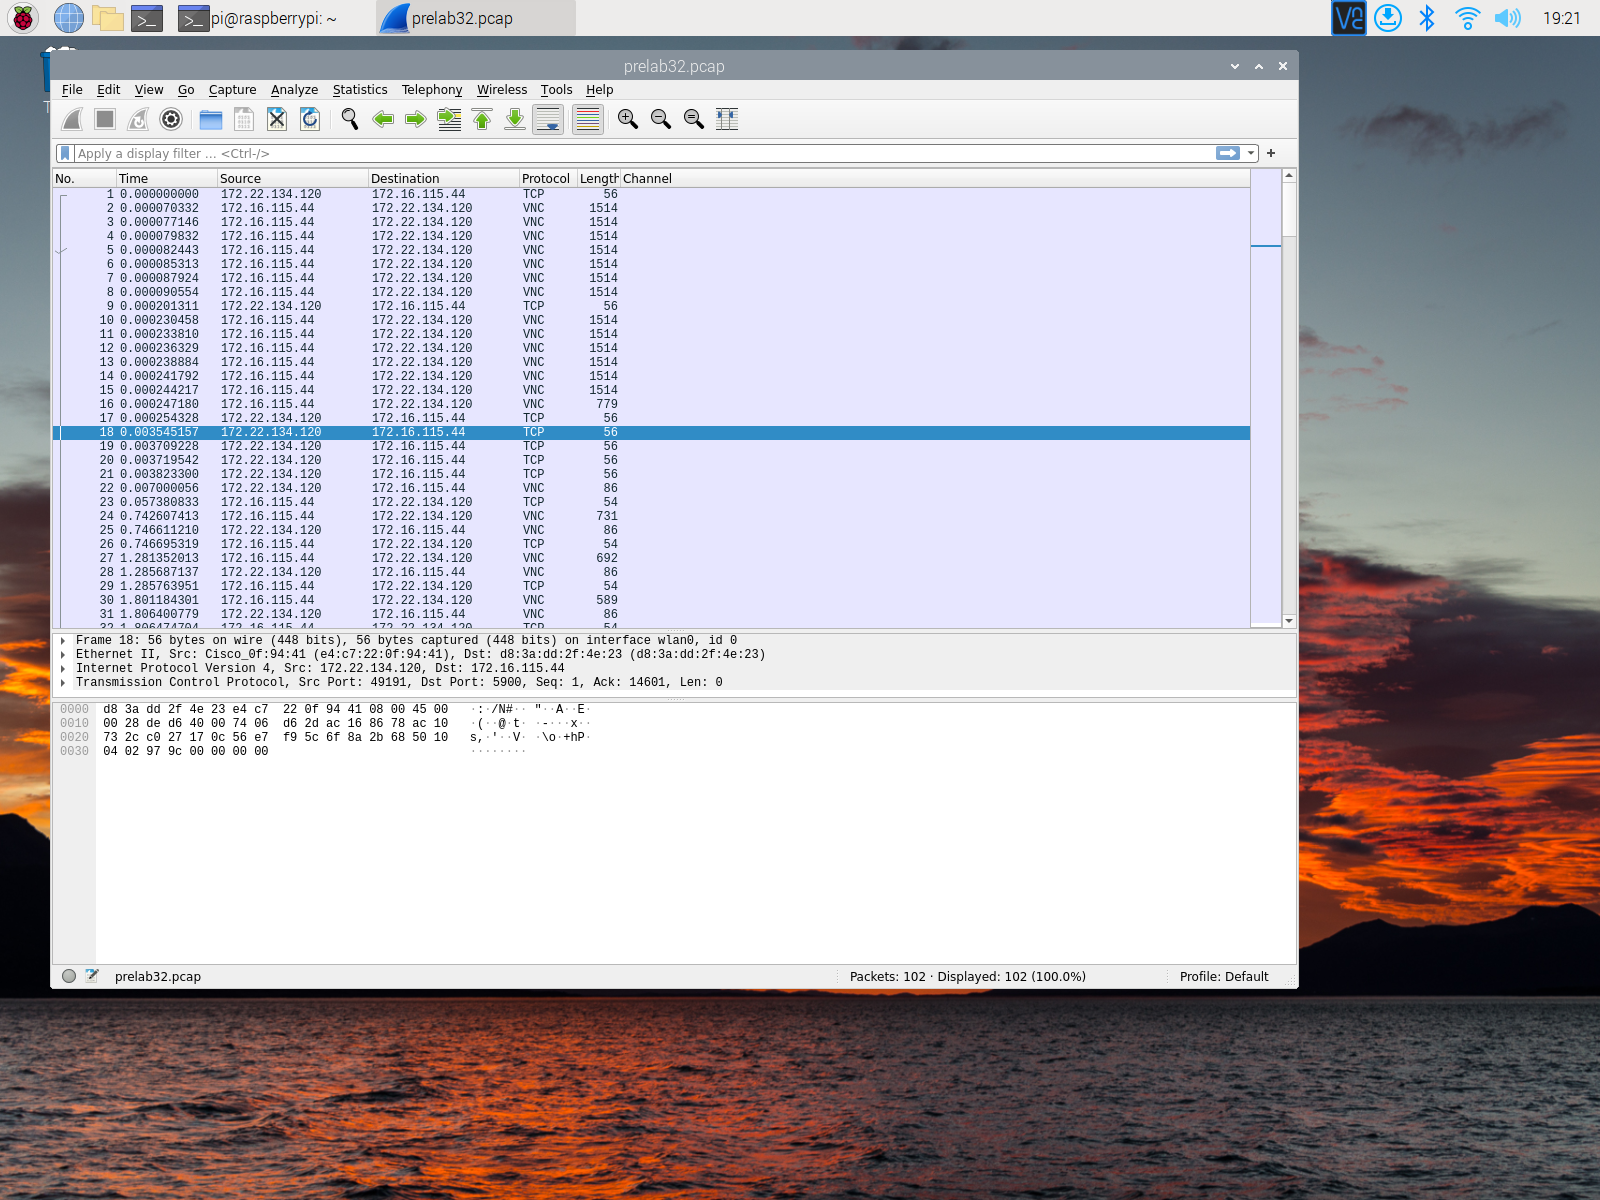 pi@raspberrypi: ~
prelab32.pcap
19:21
prelab32.pcap
File Edit View Go Capture Analyze Statistics Telephony Wireless Tools Help
Apply a display filter ... <Ctrl-/>
No. Time Source Destination Protocol Length Channel
1 0.000000000 172.22.134.120 172.16.115.44 TCP 56
2 0.000070332 172.16.115.44 172.22.134.120 VNC 1514
3 0.000077146 172.16.115.44 172.22.134.120 VNC 1514
4 0.000079832 172.16.115.44 172.22.134.120 VNC 1514
5 0.000082443 172.16.115.44 172.22.134.120 VNC 1514
6 0.000085313 172.16.115.44 172.22.134.120 VNC 1514
7 0.000087924 172.16.115.44 172.22.134.120 VNC 1514
8 0.000090554 172.16.115.44 172.22.134.120 VNC 1514
9 0.000201311 172.22.134.120 172.16.115.44 TCP 56
10 0.000230458 172.16.115.44 172.22.134.120 VNC 1514
11 0.000233810 172.16.115.44 172.22.134.120 VNC 1514
12 0.000236329 172.16.115.44 172.22.134.120 VNC 1514
13 0.000238884 172.16.115.44 172.22.134.120 VNC 1514
14 0.000241792 172.16.115.44 172.22.134.120 VNC 1514
15 0.000244217 172.16.115.44 172.22.134.120 VNC 1514
16 0.000247180 172.16.115.44 172.22.134.120 VNC 779
17 0.000254328 172.22.134.120 172.16.115.44 TCP 56
18 0.003545157 172.22.134.120 172.16.115.44 TCP 56
19 0.003709228 172.22.134.120 172.16.115.44 TCP 56
20 0.003719542 172.22.134.120 172.16.115.44 TCP 56
21 0.003823300 172.22.134.120 172.16.115.44 TCP 56
22 0.007000056 172.22.134.120 172.16.115.44 VNC 86
23 0.057380833 172.16.115.44 172.22.134.120 TCP 54
24 0.742607413 172.16.115.44 172.22.134.120 VNC 731
25 0.746611210 172.22.134.120 172.16.115.44 VNC 86
26 0.746695319 172.16.115.44 172.22.134.120 TCP 54
27 1.281352013 172.16.115.44 172.22.134.120 VNC 692
28 1.285687137 172.22.134.120 172.16.115.44 VNC 86
29 1.285763951 172.16.115.44 172.22.134.120 TCP 54
30 1.801184301 172.16.115.44 172.22.134.120 VNC 589
31 1.806400779 172.22.134.120 172.16.115.44 VNC 86
32 1.806474704 172.16.115.44 172.22.134.120 TCP 54
Frame 18: 56 bytes on wire (448 bits), 56 bytes captured (448 bits) on interface wlan0, id 0
Ethernet II, Src: Cisco_0f:94:41 (e4:c7:22:0f:94:41), Dst: d8:3a:dd:2f:4e:23 (d8:3a:dd:2f:4e:23)
Internet Protocol Version 4, Src: 172.22.134.120, Dst: 172.16.115.44
Transmission Control Protocol, Src Port: 49191, Dst Port: 5900, Seq: 1, Ack: 14601, Len: 0
0000 d8 3a dd 2f 4e 23 e4 c7 22 0f 94 41 08 00 45 00 ·:·/N#·· "··A··E·
0010 00 28 de d6 40 00 74 06 d6 2d ac 16 86 78 ac 10 ·(··@·t· ·-···x··
0020 73 2c c0 27 17 0c 56 e7 f9 5c 6f 8a 2b 68 50 10 s,·'··V· ·\o·+hP·
0030 04 02 97 9c 00 00 00 00 ········
prelab32.pcap
Packets: 102 · Displayed: 102 (100.0%)
Profile: Default